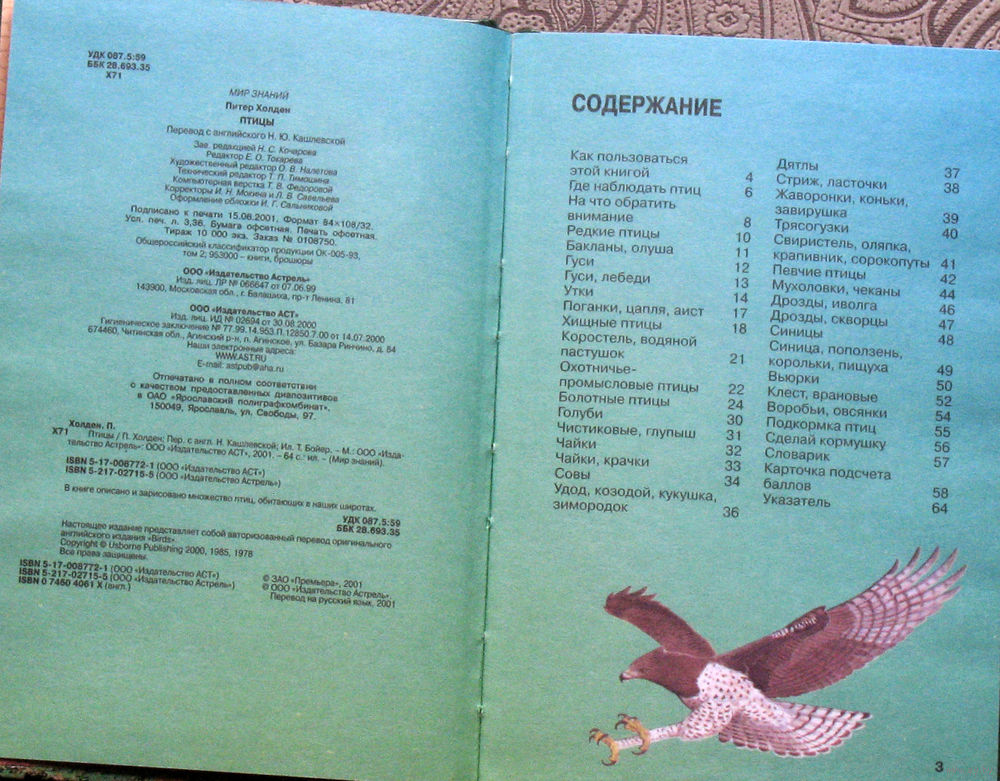 УДК 087.5:59
ББК 28.693.35
Х71
МИР ЗНАНИЙ
Питер Холден
ПТИЦЫ
Перевод с английского Н. Ю. Кашлевской
Зав. редакцией Н. С. Кочарова
Редактор Е. О. Токарева
Художественный редактор О. В. Налетова
Технический редактор Т. П. Тимошина
Компьютерная верстка Т. В. Федоровой
Корректоры И. Н. Мокина и Л. В. Савельева
Оформление обложки И. Г. Сальниковой
Подписано к печати 15.06.2001. Формат 84×108/32.
Усл. печ. л. 3,36. Бумага офсетная. Печать офсетная.
Тираж 10 000 экз. Заказ № 0108750.
Общероссийский классификатор продукции ОК-005-93,
том 2; 953000 – книги, брошюры
ООО «Издательство Астрель»
Изд. лиц. ЛР № 066647 от 07.06.99
143900, Московская обл., г. Балашиха, пр-т Ленина, 81
ООО «Издательство АСТ»
Изд. лиц. ИД № 02694 от 30.08.2000
Гигиеническое заключение № 77.99.14.953.П.12850.7.00 от 14.07.2000
674460, Читинская обл., Агинский р-н, п. Агинское, ул. Базара Ринчино, д. 84
Наши электронные адреса:
WWW.AST.RU
E-mail: astpub@aha.ru
Отпечатано в полном соответствии
с качеством предоставленных диапозитивов
в ОАО «Ярославский полиграфкомбинат».
150049, Ярославль, ул. Свободы, 97.
Холден, П.
Х71 Птицы / П. Холден; Пер. с англ. Н. Кашлевской; Ил. Т. Бойер. – М.: ООО «Изда-
тельство Астрель»: ООО «Издательство АСТ», 2001. – 64 с.: ил. – (Мир знаний).
ISBN 5-17-008772-1 (ООО «Издательство АСТ»)
ISBN 5-217-02715-5 (ООО «Издательство Астрель»)
В книге описано и зарисовано множество птиц, обитающих в наших широтах.
УДК 087.5:59
ББК 28.693.35
Настоящее издание представляет собой авторизованный перевод оригинального
английского издания «Birds».
Copyright © Usborne Publishing 2000, 1985, 1978
Все права защищены.
ISBN 5-17-008772-1 (ООО «Издательство АСТ»)
ISBN 5-217-02715-5 (ООО «Издательство Астрель»)
ISBN 0 7460 4061 X (англ.)
© ЗАО «Премьера», 2001
© ООО «Издательство Астрель».
Перевод на русский язык, 2001
СОДЕРЖАНИЕ
Как пользоваться
этой книгой 4
Где наблюдать птиц 6
На что обратить
внимание 8
Редкие птицы 10
Бакланы, олуша 11
Гуси 12
Гуси, лебеди 13
Утки 14
Поганки, цапля, аист 17
Хищные птицы 18
Коростель, водяной
пастушок 21
Охотничье-
промысловые птицы 22
Болотные птицы 24
Голуби 30
Чистиковые, глупыш 31
Чайки 32
Чайки, крачки 33
Совы 34
Удод, козодой, кукушка,
зимородок 36
Дятлы 37
Стриж, ласточки 38
Жаворонки, коньки,
завирушка 39
Трясогузки 40
Свиристель, оляпка,
крапивник, сорокопуты 41
Певчие птицы 42
Мухоловки, чеканы 44
Дрозды, иволга 46
Дрозды, скворцы 47
Синицы 48
Синица, поползень,
корольки, пищуха 49
Вьюрки 50
Клест, врановые 52
Воробьи, овсянки 54
Подкормка птиц 55
Сделай кормушку 56
Словарик 57
Карточка подсчета
баллов 58
Указатель 64
3